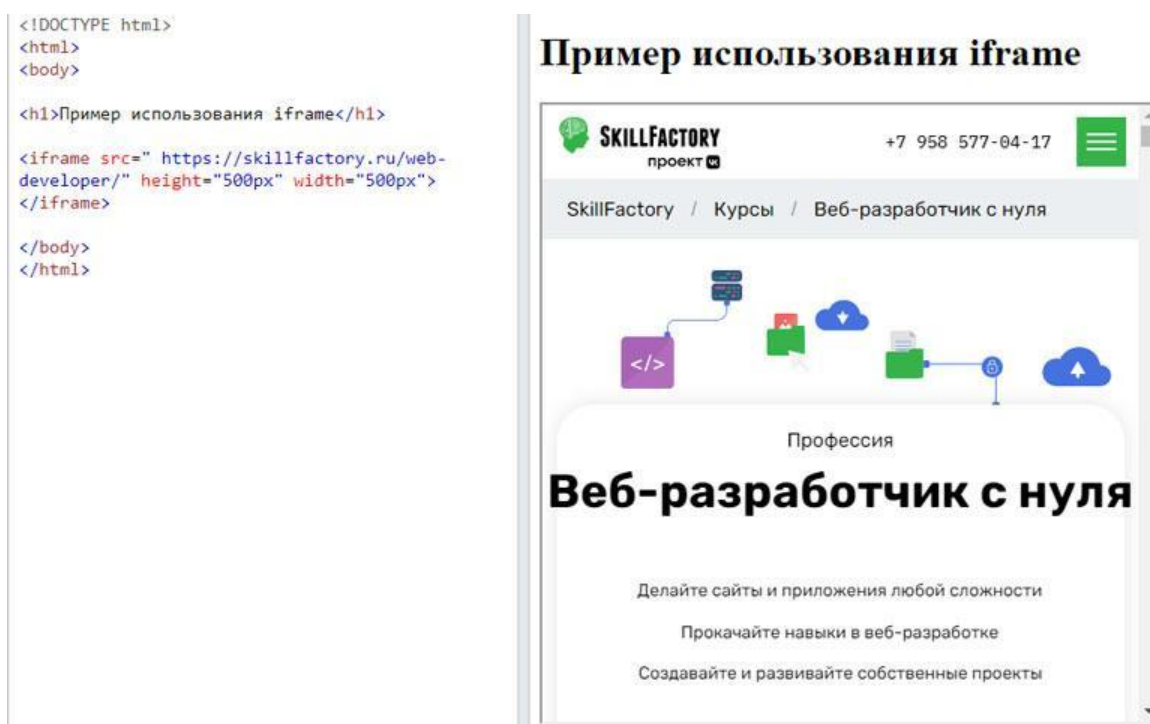 <!DOCTYPE html>
<html>
<body>
<h1>Пример использования iframe</h1>
<iframe src=" https://skillfactory.ru/web-
developer/" height="500px" width="500px">
</iframe>
</body>
</html>
Пример использования iframe
SKILLFACTORY
проект
+7 958 577-04-17
SkillFactory / Курсы / Веб-разработчик с нуля
</>
Профессия
Веб-разработчик с нуля
Делайте сайты и приложения любой сложности
Прокачайте навыки в веб-разработке
Создавайте и развивайте собственные проекты